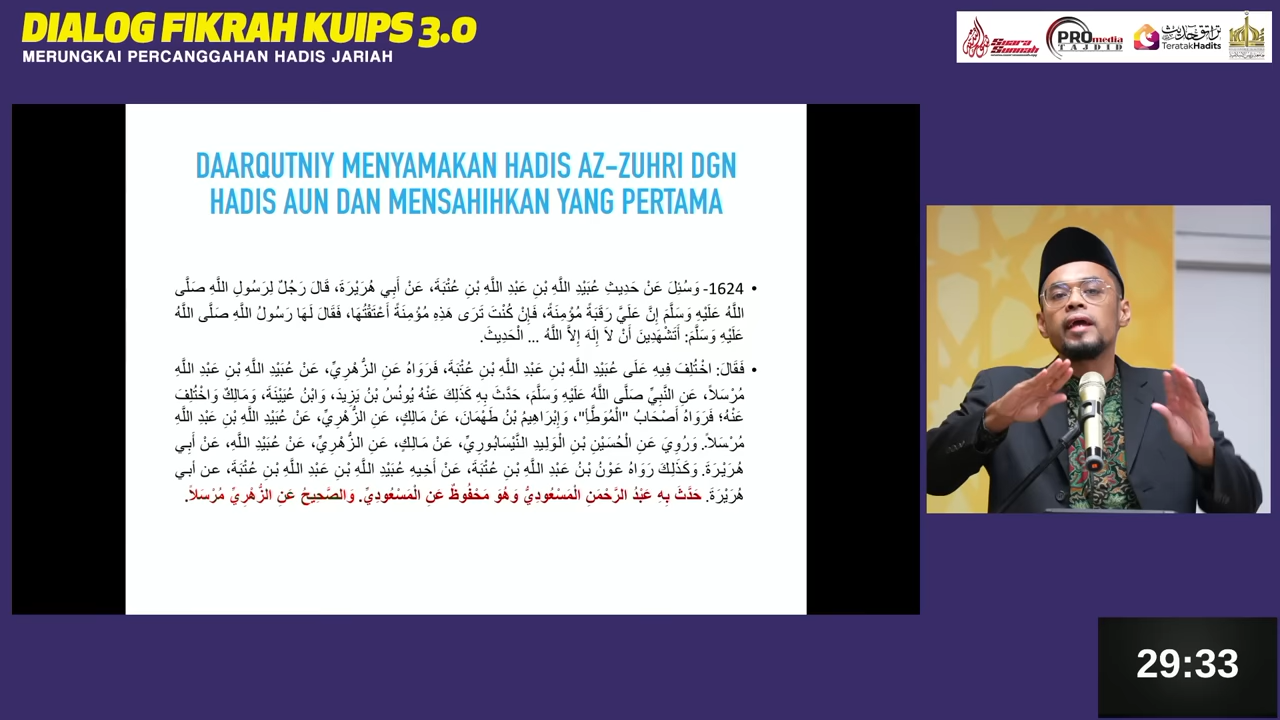 DIALOG FIKRAH KUIPS 3.0
MERUNGKAI PERCANGGAHAN HADIS JARIAH
Suara
Sunnah
PROmedia
TAJDID
TeratakHadits
DAARQUTNIY MENYAMAKAN HADIS AZ-ZUHRI DGN
HADIS AUN DAN MENSAHIHKAN YANG PERTAMA
• 1624- وَسُئِلَ عَنْ حَدِيثِ عُبَيْدِ اللَّهِ بْنِ عَبْدِ اللَّهِ بْنِ عُتْبَةَ، عَنْ أَبِي هُرَيْرَةَ، قَالَ رَجُلٌ لِرَسُولِ اللَّهِ صَلَّى
اللَّهُ عَلَيْهِ وَسَلَّمَ إِنَّ عَلَيَّ رَقَبَةً مُؤْمِنَةً، فَإِنْ كُنْتَ تَرَى هَذِهِ مُؤْمِنَةً أَعْتَقْتُهَا، فَقَالَ لَهَا رَسُولُ اللَّهِ صَلَّى اللَّهُ
عَلَيْهِ وَسَلَّمَ: أَتَشْهَدِينَ أَنْ لاَ إِلَهَ إِلاَّ اللَّهُ ... الْحَدِيثَ.
• فَقَالَ: اخْتُلِفَ فِيهِ عَلَى عُبَيْدِ اللَّهِ بْنِ عَبْدِ اللَّهِ بْنِ عُتْبَةَ، فَرَوَاهُ عَنِ الزُّهْرِيِّ، عَنْ عُبَيْدِ اللَّهِ بْنِ عَبْدِ اللَّهِ
مُرْسَلاً، عَنِ النَّبِيِّ صَلَّى اللَّهُ عَلَيْهِ وَسَلَّمَ، حَدَّثَ بِهِ كَذَلِكَ عَنْهُ يُونُسُ بْنُ يَزِيدَ، وَابْنُ عُيَيْنَةَ، وَمَالِكٌ وَاخْتُلِفَ
عَنْهُ؛ فَرَوَاهُ أَصْحَابُ "الْمُوَطَّإِ"، وَإِبْرَاهِيمُ بْنُ طَهْمَانَ، عَنْ مَالِكٍ، عَنِ الزُّهْرِيِّ، عَنْ عُبَيْدِ اللَّهِ بْنِ عَبْدِ اللَّهِ
مُرْسَلاً. وَرُوِيَ عَنِ الْحُسَيْنِ بْنِ الْوَلِيدِ النَّيْسَابُورِيِّ، عَنْ مَالِكٍ، عَنِ الزُّهْرِيِّ، عَنْ عُبَيْدِ اللَّهِ، عَنْ أَبِي
هُرَيْرَةَ. وَكَذَلِكَ رَوَاهُ عَوْنُ بْنُ عَبْدِ اللَّهِ بْنِ عُتْبَةَ، عَنْ أَخِيهِ عُبَيْدِ اللَّهِ بْنِ عَبْدِ اللَّهِ بْنِ عُتْبَةَ، عن أبي
هُرَيْرَةَ. حَدَّثَ بِهِ عَبْدُ الرَّحْمَنِ الْمَسْعُودِيُّ وَهُوَ مَحْفُوظٌ عَنِ الْمَسْعُودِيِّ. وَالصَّحِيحُ عَنِ الزُّهْرِيِّ مُرْسَلاً.
29:33